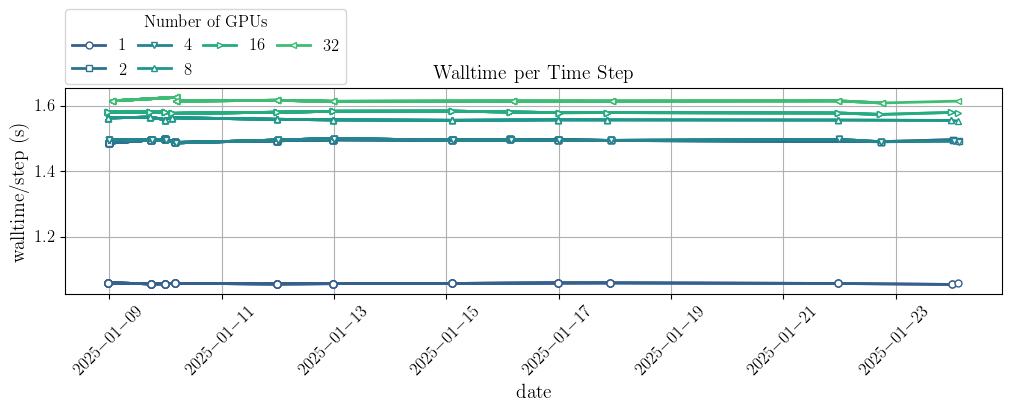 Number of GPUs
1 4 16 32
2 8
Walltime per Time Step
walltime/step (s)
1.6
1.4
1.2
2025−01−09 2025−01−11 2025−01−13 2025−01−15 2025−01−17 2025−01−19 2025−01−21 2025−01−23
date